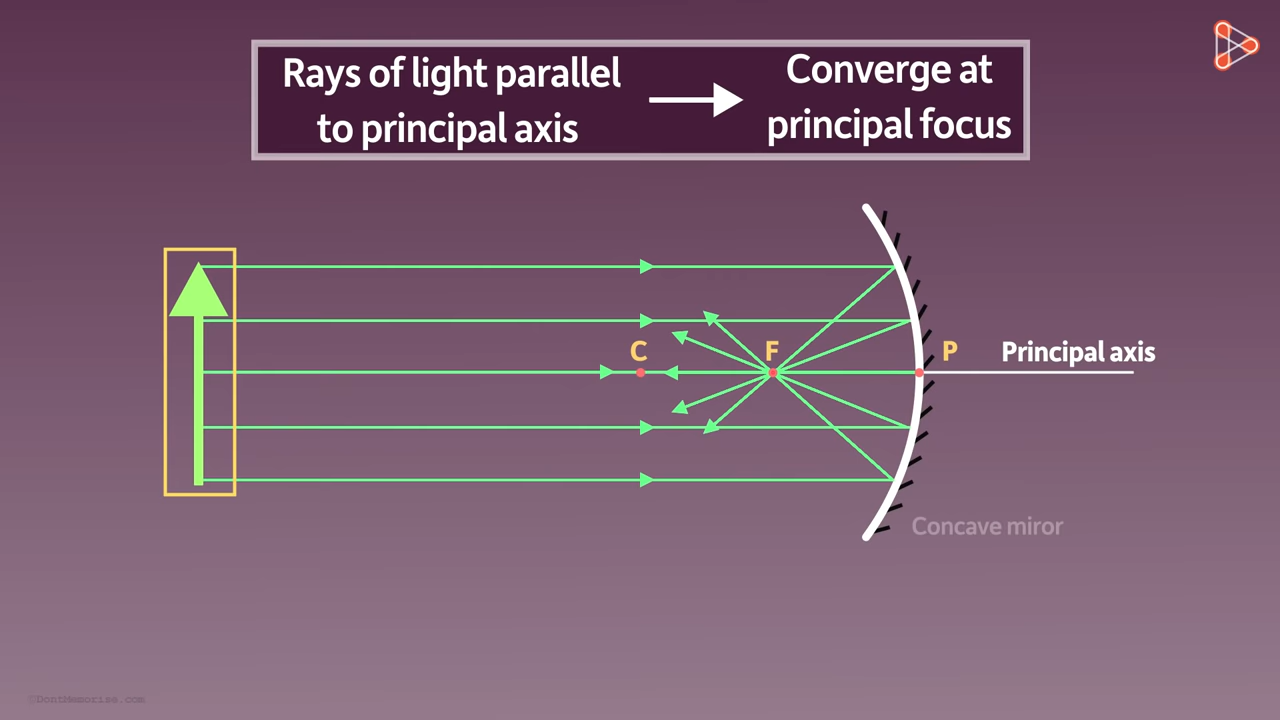 Rays of light parallel
to principal axis
Converge at
principal focus
C
F
P
Principal axis
Concave miror
©DontMemorise.com